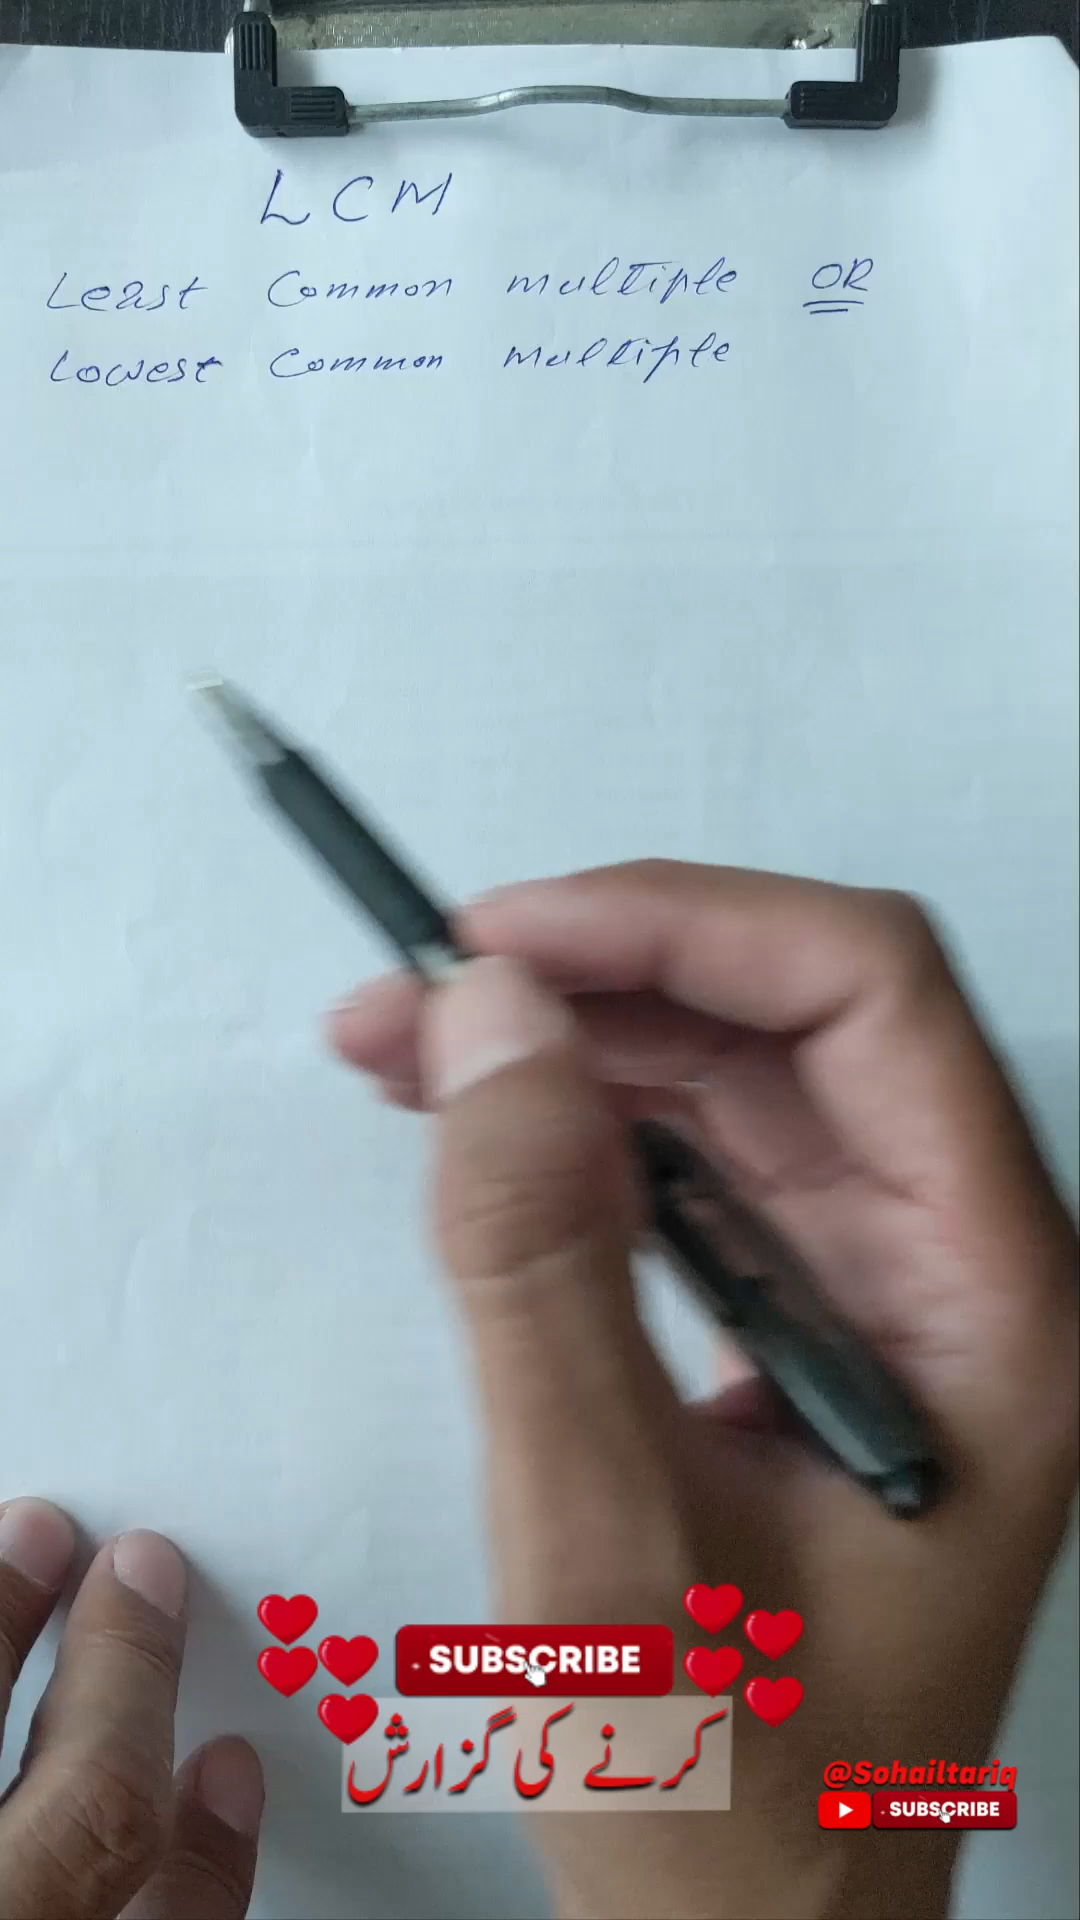 LCM
Least Common multiple OR
Lowest Common multiple
SUBSCRIBE
کرنے کی گزارش
@Sohailtariq
SUBSCRIBE